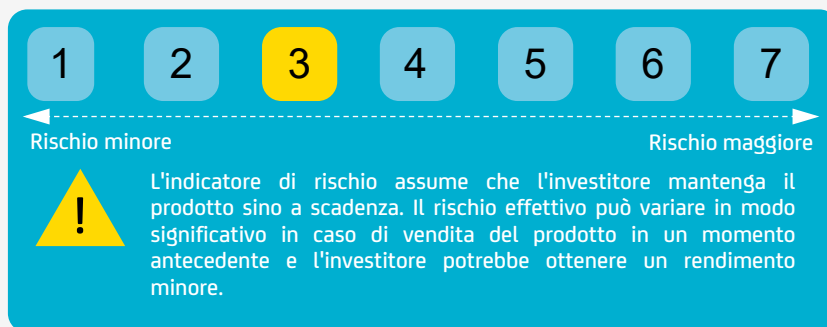 1 2 3 4 5 6 7
Rischio minore Rischio maggiore
!
L'indicatore di rischio assume che l'investitore mantenga il
prodotto sino a scadenza. Il rischio effettivo può variare in modo
significativo in caso di vendita del prodotto in un momento
antecedente e l'investitore potrebbe ottenere un rendimento
minore.